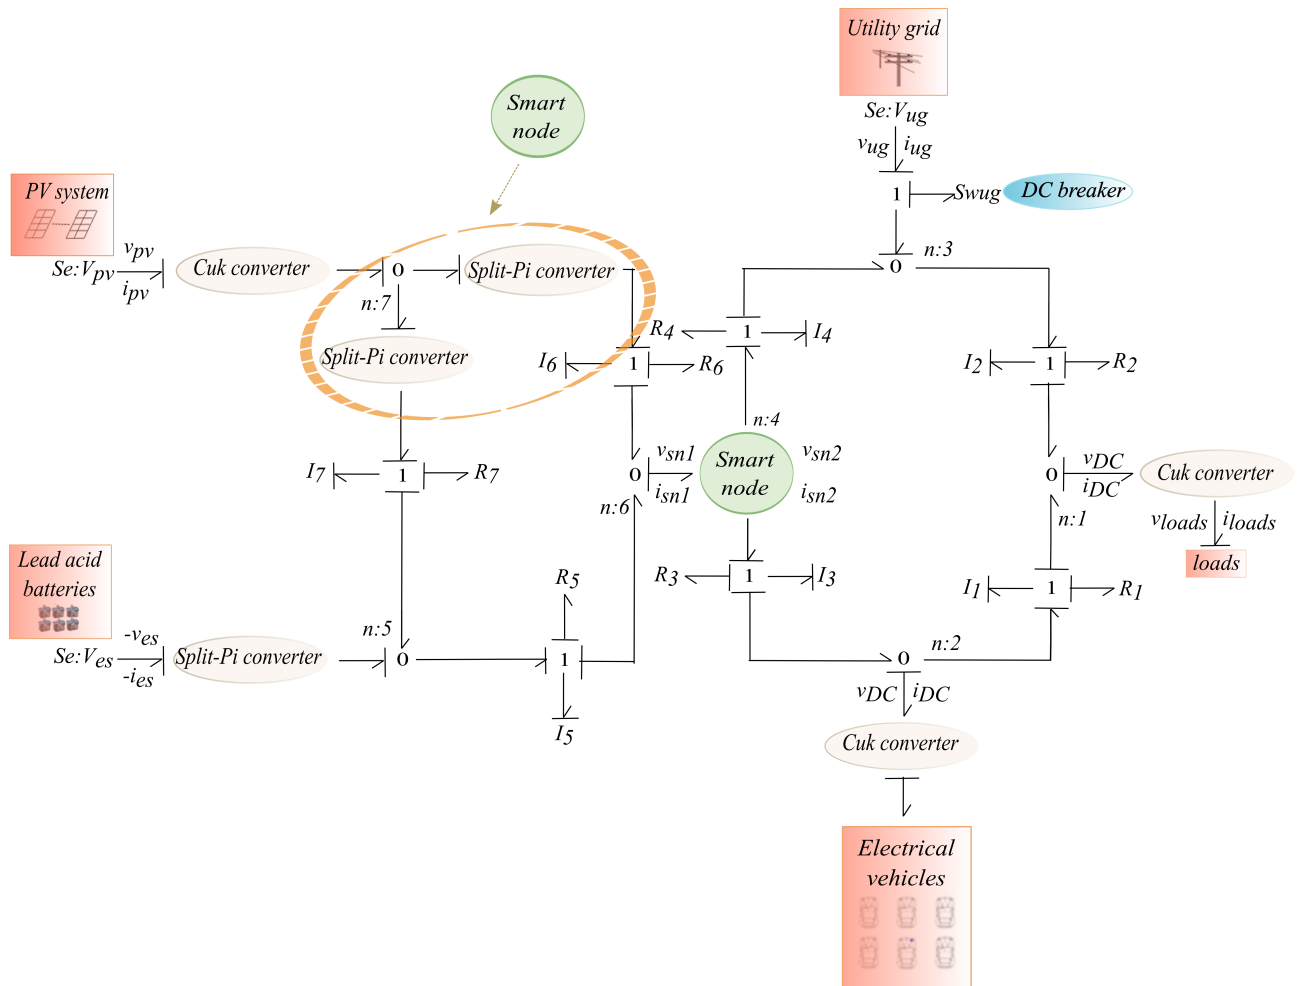 Utility grid
Se:Vug
vug iug
1
Swug
DC breaker
n:3
0
Smart
node
PV system
vpv
Se:Vpv
ipv
Cuk converter
0
Split-Pi converter
n:7
Split-Pi converter
R4
1
I4
I6
1
R6
I2
1
R2
n:4
I7
1
R7
0
vsn1
isn1
n:6
Smart
node
vsn2
isn2
0
vDC
iDC
Cuk converter
n:1
vloads iloads
loads
Lead acid
batteries
R5
R3
1
I3
I1
1
R1
-ves
Se:Ves
-ies
Split-Pi converter
n:5
0
1
I5
0
n:2
vDC iDC
Cuk converter
Electrical
vehicles